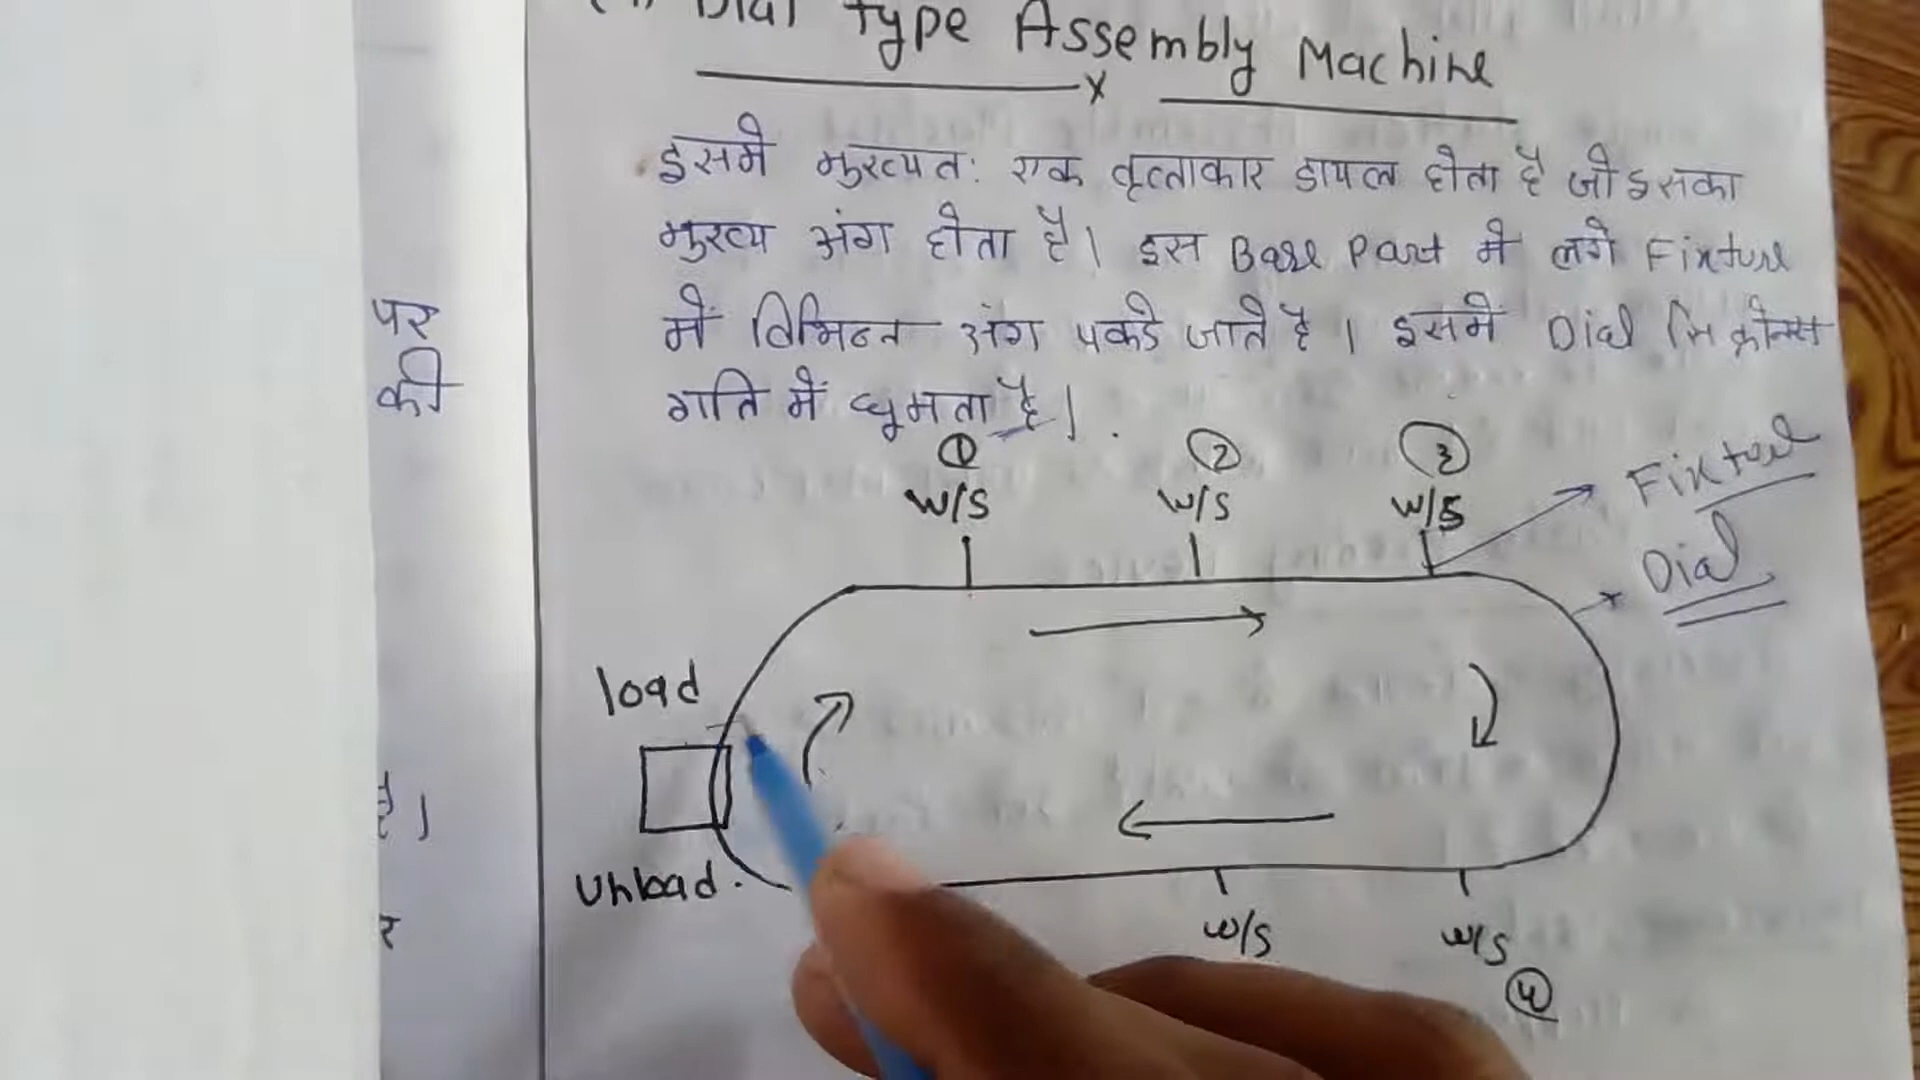 Dial Type Assembly Machine
इसमे मुख्यतः एक वृत्ताकार डायल होता है जो इसका
मुख्य अंग होता है। इस Base Part मे लगे Fixture
में विभिन्न अंग पकडे जाते है। इसमें Dial
गति में घूमता है।
① ② ③
W/S W/S W/S
Fixture
Dial
load
Unload
W/S W/S
④
पर
की
है।
र